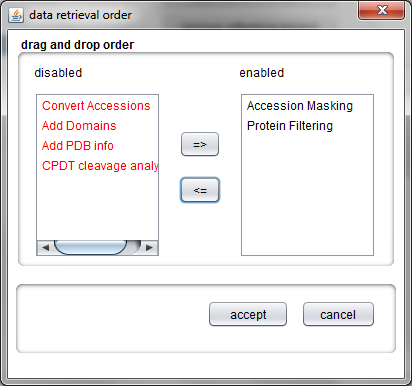 data retrieval order
drag and drop order
disabled
enabled
Convert Accessions
Add Domains
Add PDB info
CPDT cleavage analy
=>
<=
Accession Masking
Protein Filtering
accept
cancel